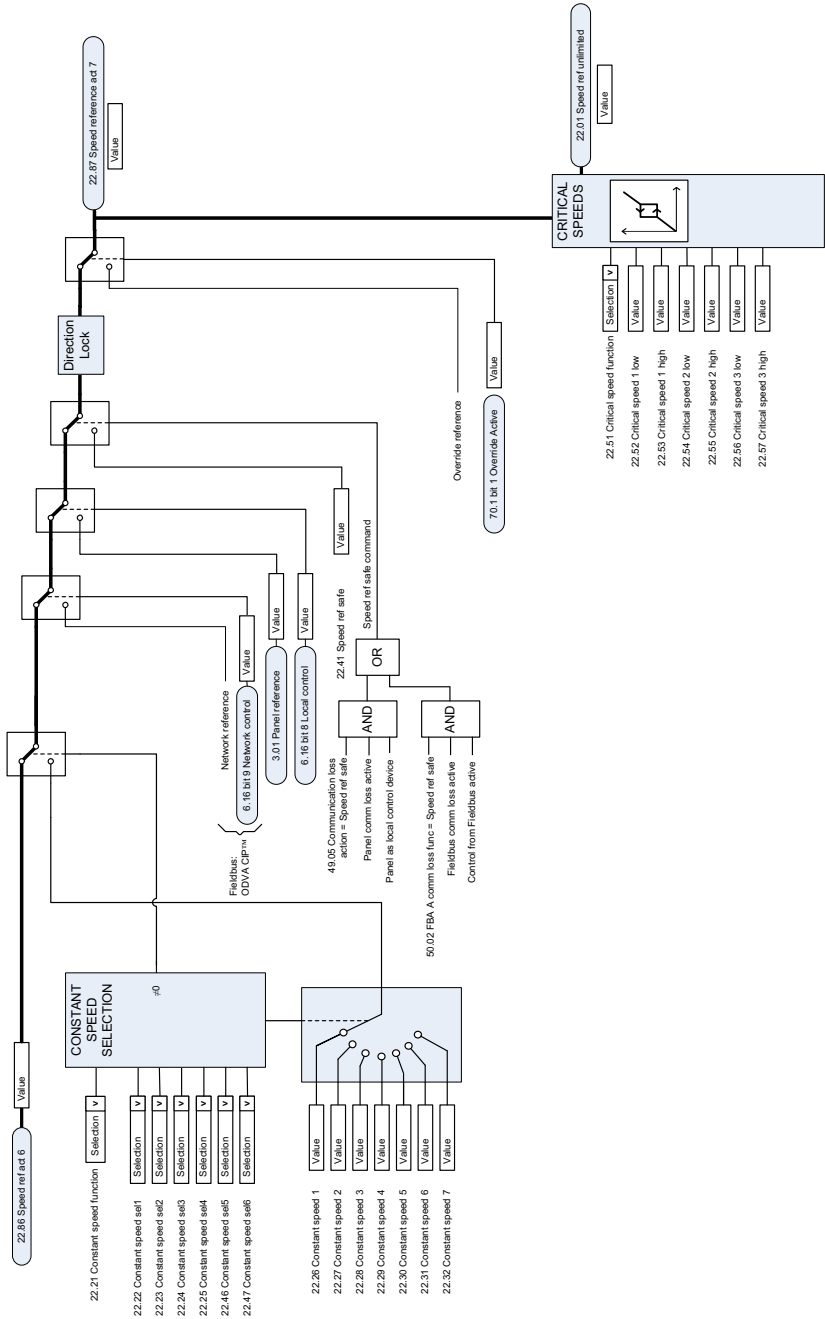 22.86 Speed ref act 6
Value
22.21 Constant speed function
Selection
v
22.22 Constant speed sel1
Selection
v
22.23 Constant speed sel2
Selection
v
22.24 Constant speed sel3
Selection
v
22.25 Constant speed sel4
Selection
v
22.46 Constant speed sel5
Selection
v
22.47 Constant speed sel6
Selection
v
CONSTANT
SPEED
SELECTION
≠0
22.26 Constant speed 1
Value
22.27 Constant speed 2
Value
22.28 Constant speed 3
Value
22.29 Constant speed 4
Value
22.30 Constant speed 5
Value
22.31 Constant speed 6
Value
22.32 Constant speed 7
Value
Network reference
Fieldbus:
ODVA CIP™
6.16 bit 9 Network control
Value
3.01 Panel reference
Value
6.16 bit 8 Local control
Value
22.41 Speed ref safe
Value
49.05 Communication loss
action = Speed ref safe
Panel comm loss active
Panel as local control device
AND
OR
Speed ref safe command
50.02 FBA A comm loss func = Speed ref safe
Fieldbus comm loss active
Control from Fieldbus active
AND
Direction
Lock
Override reference
70.1 bit 1 Override Active
Value
22.87 Speed reference act 7
Value
CRITICAL
SPEEDS
22.51 Critical speed function
Selection
v
22.52 Critical speed 1 low
Value
22.53 Critical speed 1 high
Value
22.54 Critical speed 2 low
Value
22.55 Critical speed 2 high
Value
22.56 Critical speed 3 low
Value
22.57 Critical speed 3 high
Value
22.01 Speed ref unlimited
Value